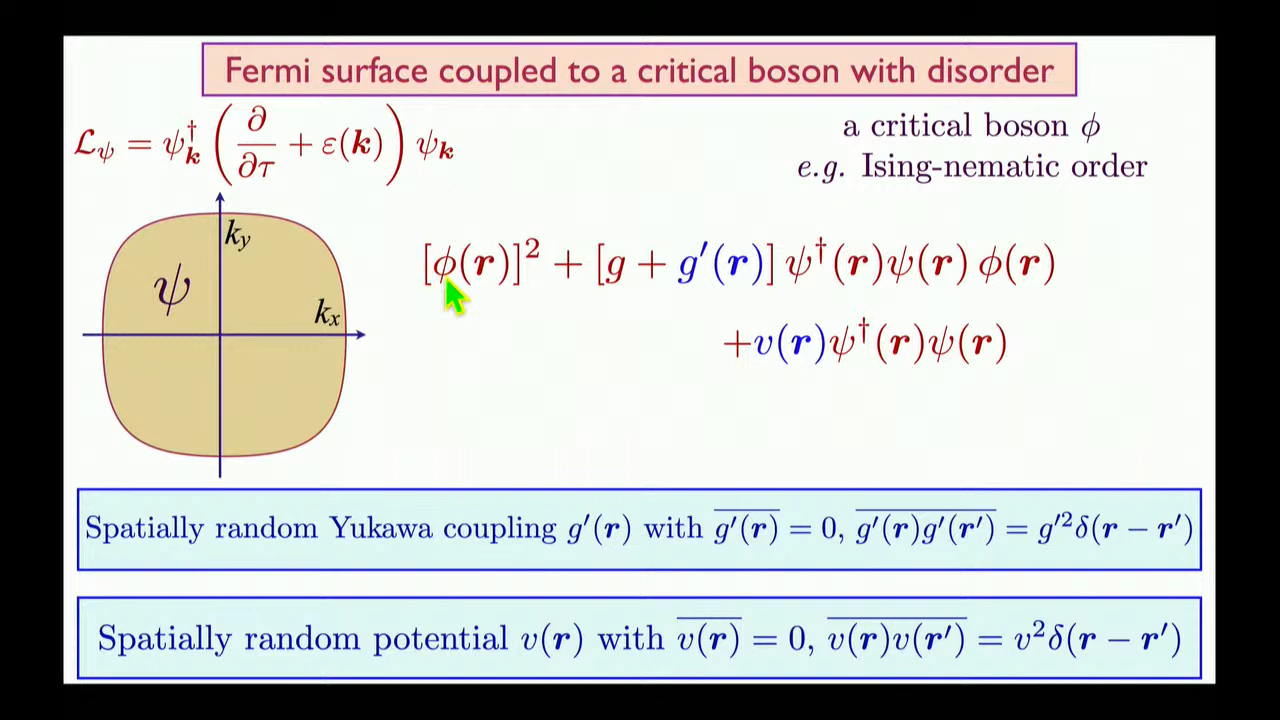 Fermi surface coupled to a critical boson with disorder
ℒ_ψ = ψ†_𝒌 (∂/∂τ + ε(𝒌)) ψ_𝒌
a critical boson ϕ
e.g. Ising-nematic order
k_y
ψ
k_x
[ϕ(𝒓)]² + [g + g′(𝒓)] ψ†(𝒓)ψ(𝒓) ϕ(𝒓)
+v(𝒓)ψ†(𝒓)ψ(𝒓)
Spatially random Yukawa coupling g′(𝒓) with \overline{g′(𝒓)} = 0, \overline{g′(𝒓)g′(𝒓′)} = g′²δ(𝒓 − 𝒓′)
Spatially random potential v(𝒓) with \overline{v(𝒓)} = 0, \overline{v(𝒓)v(𝒓′)} = v²δ(𝒓 − 𝒓′)